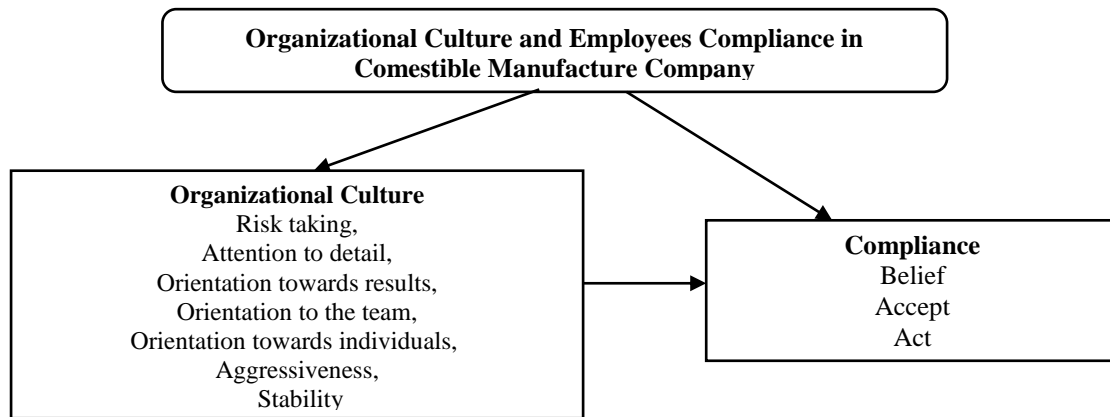 Organizational Culture and Employees Compliance in
Comestible Manufacture Company
Organizational Culture
Risk taking,
Attention to detail,
Orientation towards results,
Orientation to the team,
Orientation towards individuals,
Aggressiveness,
Stability
Compliance
Belief
Accept
Act